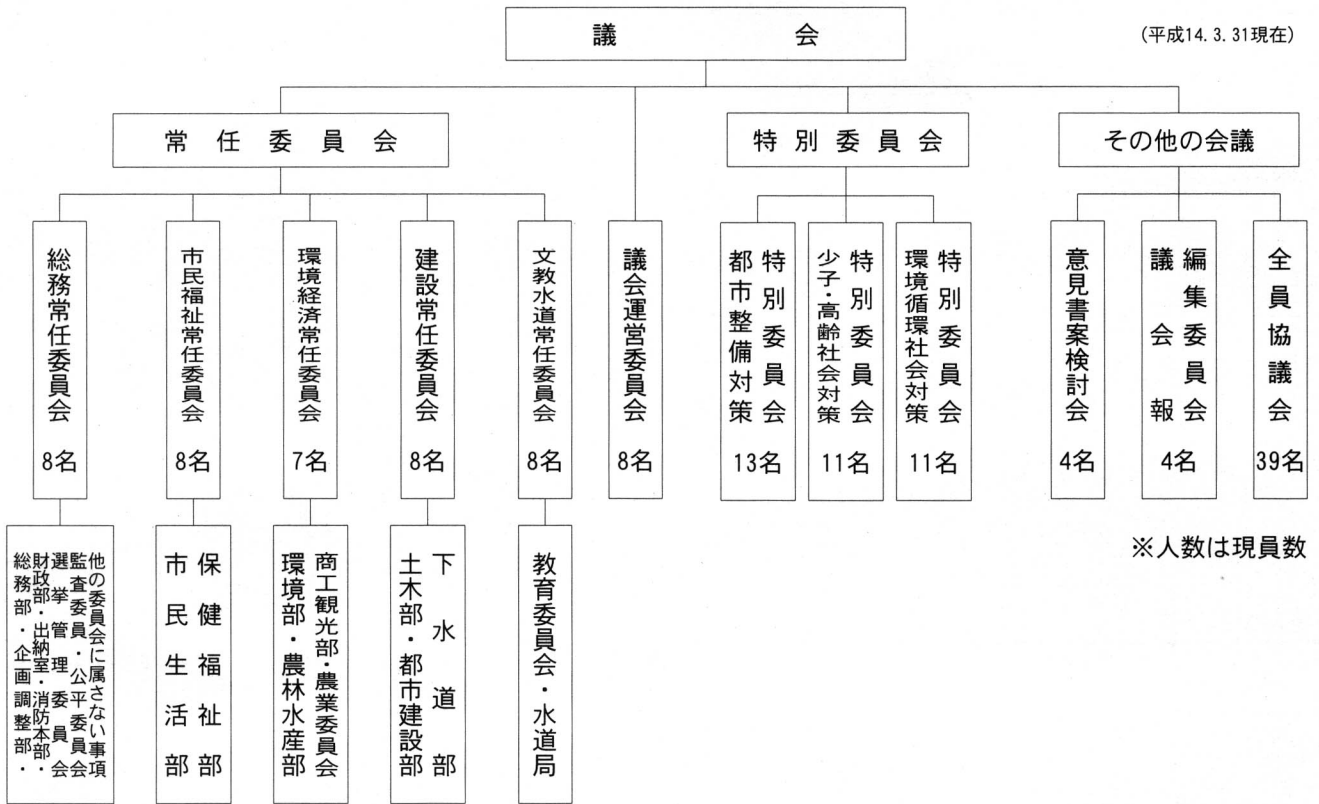 議会
(平成14.3.31現在)
常任委員会
特別委員会
その他の会議
総務常任委員会
8名
市民福祉常任委員会
8名
環境経済常任委員会
7名
建設常任委員会
8名
文教水道常任委員会
8名
議会運営委員会
8名
都市整備対策
特別委員会
13名
少子・高齢社会対策
特別委員会
11名
環境循環社会対策
特別委員会
11名
意見書案検討会
4名
議会報
編集委員会
4名
全員協議会
39名
総務部・企画調整部・
財政部・出納室・消防本部・
選挙管理委員会
監査委員・公平委員会
他の委員会に属さない事項
市民生活部
保健福祉部
環境部・農林水産部
商工観光部・農業委員会
土木部・都市建設部
下水道部
教育委員会・水道局
※人数は現員数